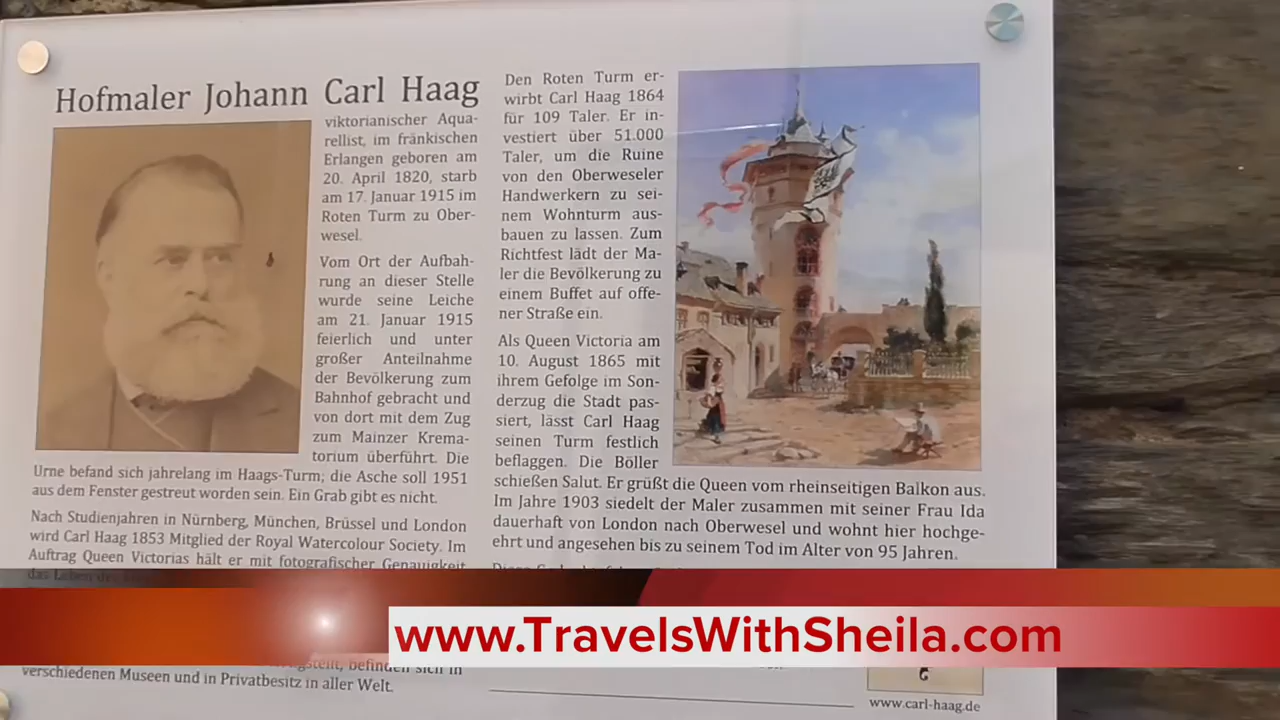 Hofmaler Johann Carl Haag
viktorianischer Aqua-
rellist, im fränkischen
Erlangen geboren am
20. April 1820, starb
am 17. Januar 1915 im
Roten Turm zu Ober-
wesel.
Vom Ort der Aufbah-
rung an dieser Stelle
wurde seine Leiche
am 21. Januar 1915
feierlich und unter
großer Anteilnahme
der Bevölkerung zum
Bahnhof gebracht und
von dort mit dem Zug
zum Mainzer Krema-
torium überführt. Die
Urne befand sich jahrelang im Haags-Turm; die Asche soll 1951
aus dem Fenster gestreut worden sein. Ein Grab gibt es nicht.
Nach Studienjahren in Nürnberg, München, Brüssel und London
wird Carl Haag 1853 Mitglied der Royal Watercolour Society. Im
Auftrag Queen Victorias hält er mit fotografischer Genauigkeit
das Leben
befinden sich in
verschiedenen Museen und in Privatbesitz in aller Welt.
Den Roten Turm er-
wirbt Carl Haag 1864
für 109 Taler. Er in-
vestiert über 51.000
Taler, um die Ruine
von den Oberweseler
Handwerkern zu sei-
nem Wohnturm aus-
bauen zu lassen. Zum
Richtfest lädt der Ma-
ler die Bevölkerung zu
einem Buffet auf offe-
ner Straße ein.
Als Queen Victoria am
10. August 1865 mit
ihrem Gefolge im Son-
derzug die Stadt pas-
siert, lässt Carl Haag
seinen Turm festlich
beflaggen. Die Böller
schießen Salut. Er grüßt die Queen vom rheinseitigen Balkon aus.
Im Jahre 1903 siedelt der Maler zusammen mit seiner Frau Ida
dauerhaft von London nach Oberwesel und wohnt hier hochge-
ehrt und angesehen bis zu seinem Tod im Alter von 95 Jahren.
www.carl-haag.de
www.TravelsWithSheila.com